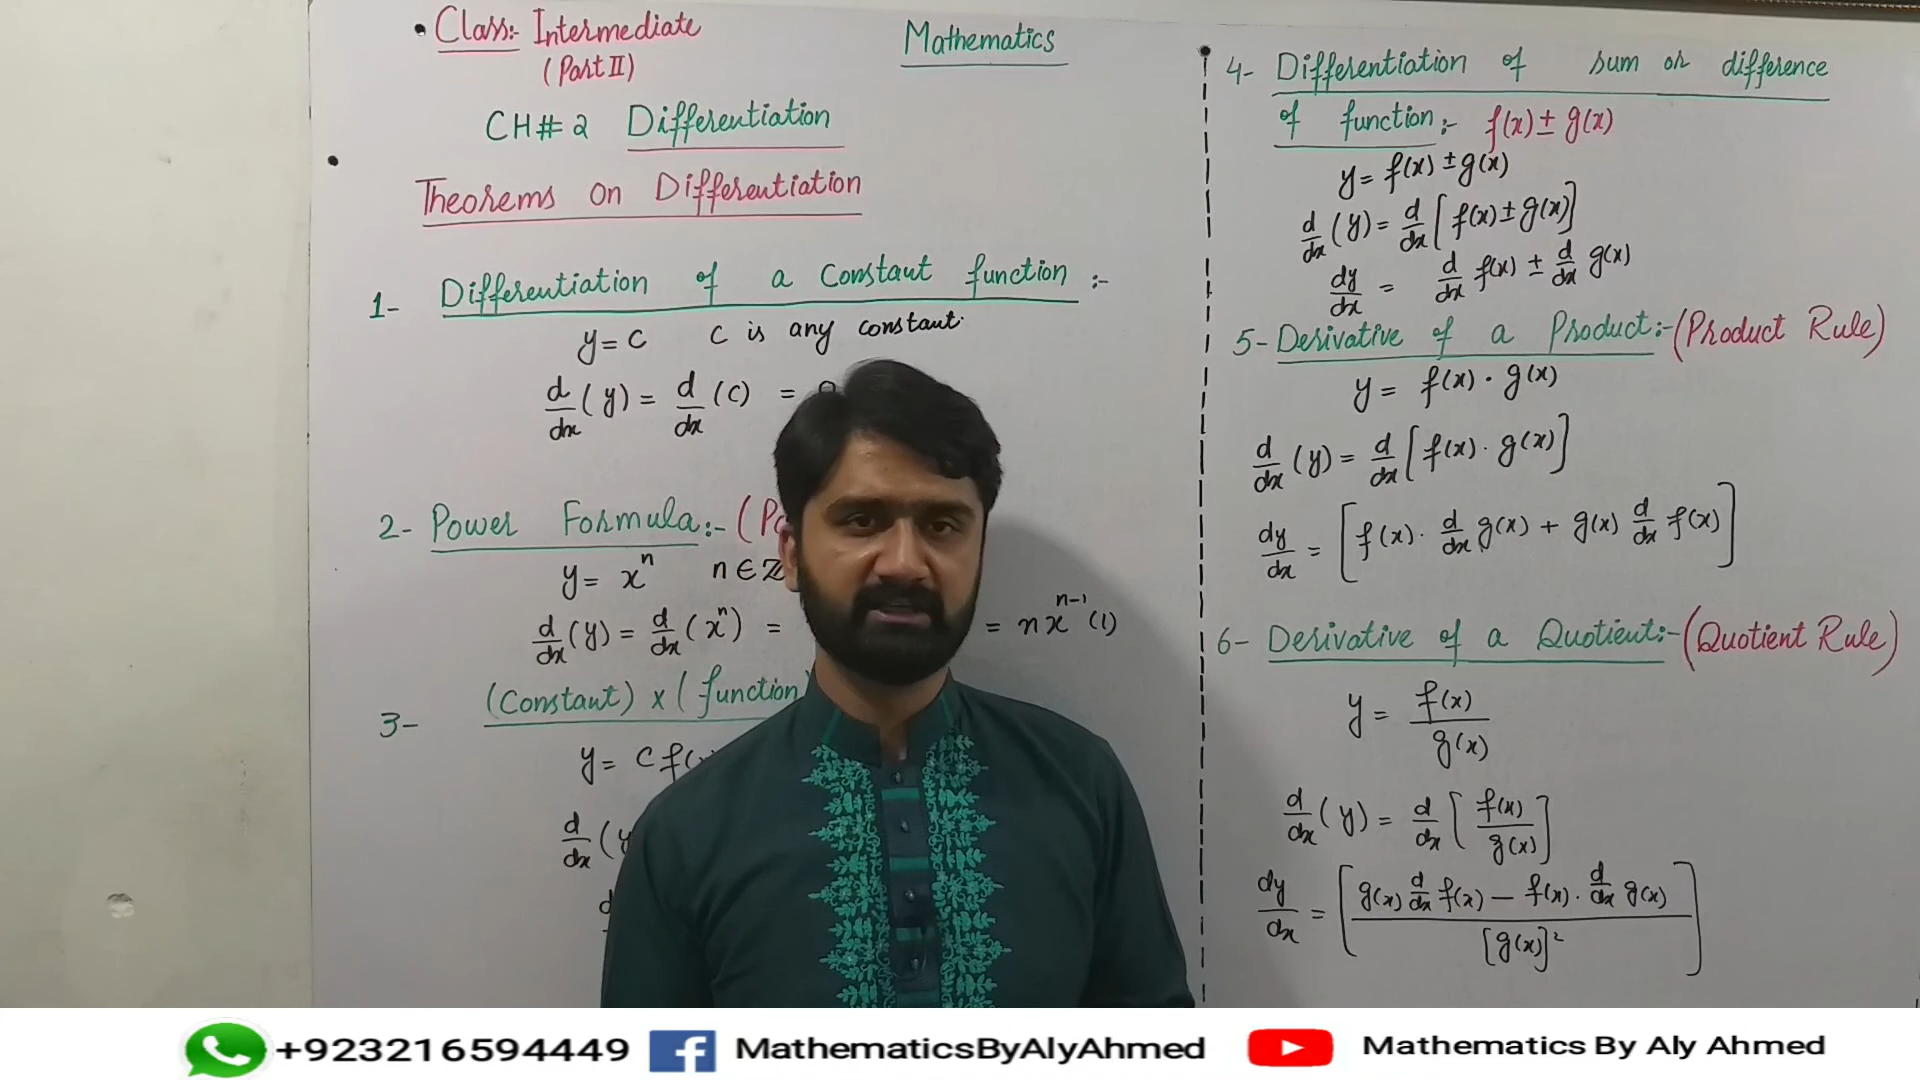 Class:- Intermediate
(Part II)
Mathematics
CH# 2 Differentiation
Theorems on Differentiation
1- Differentiation of a Constant function :-
y = c c is any constant.
d/dx (y) = d/dx (c) =
2- Power Formula:- (
y = x^n n ∈ Z
d/dx (y) = d/dx (x^n) = = n x^(n-1) (1)
3- (Constant) x (function
y = c f(
d/dx (y
d
4- Differentiation of sum or difference
of function:- f(x) ± g(x)
y = f(x) ± g(x)
d/dx (y) = d/dx [f(x) ± g(x)]
dy/dx = d/dx f(x) ± d/dx g(x)
5- Derivative of a Product:- (Product Rule)
y = f(x) · g(x)
d/dx (y) = d/dx [f(x) · g(x)]
dy/dx = [f(x) · d/dx g(x) + g(x) d/dx f(x)]
6- Derivative of a Quotient:- (Quotient Rule)
y = f(x)/g(x)
d/dx (y) = d/dx [f(x)/g(x)]
dy/dx = [g(x) d/dx f(x) - f(x) · d/dx g(x) / [g(x)]²]
+923216594449 MathematicsByAlyAhmed Mathematics By Aly Ahmed